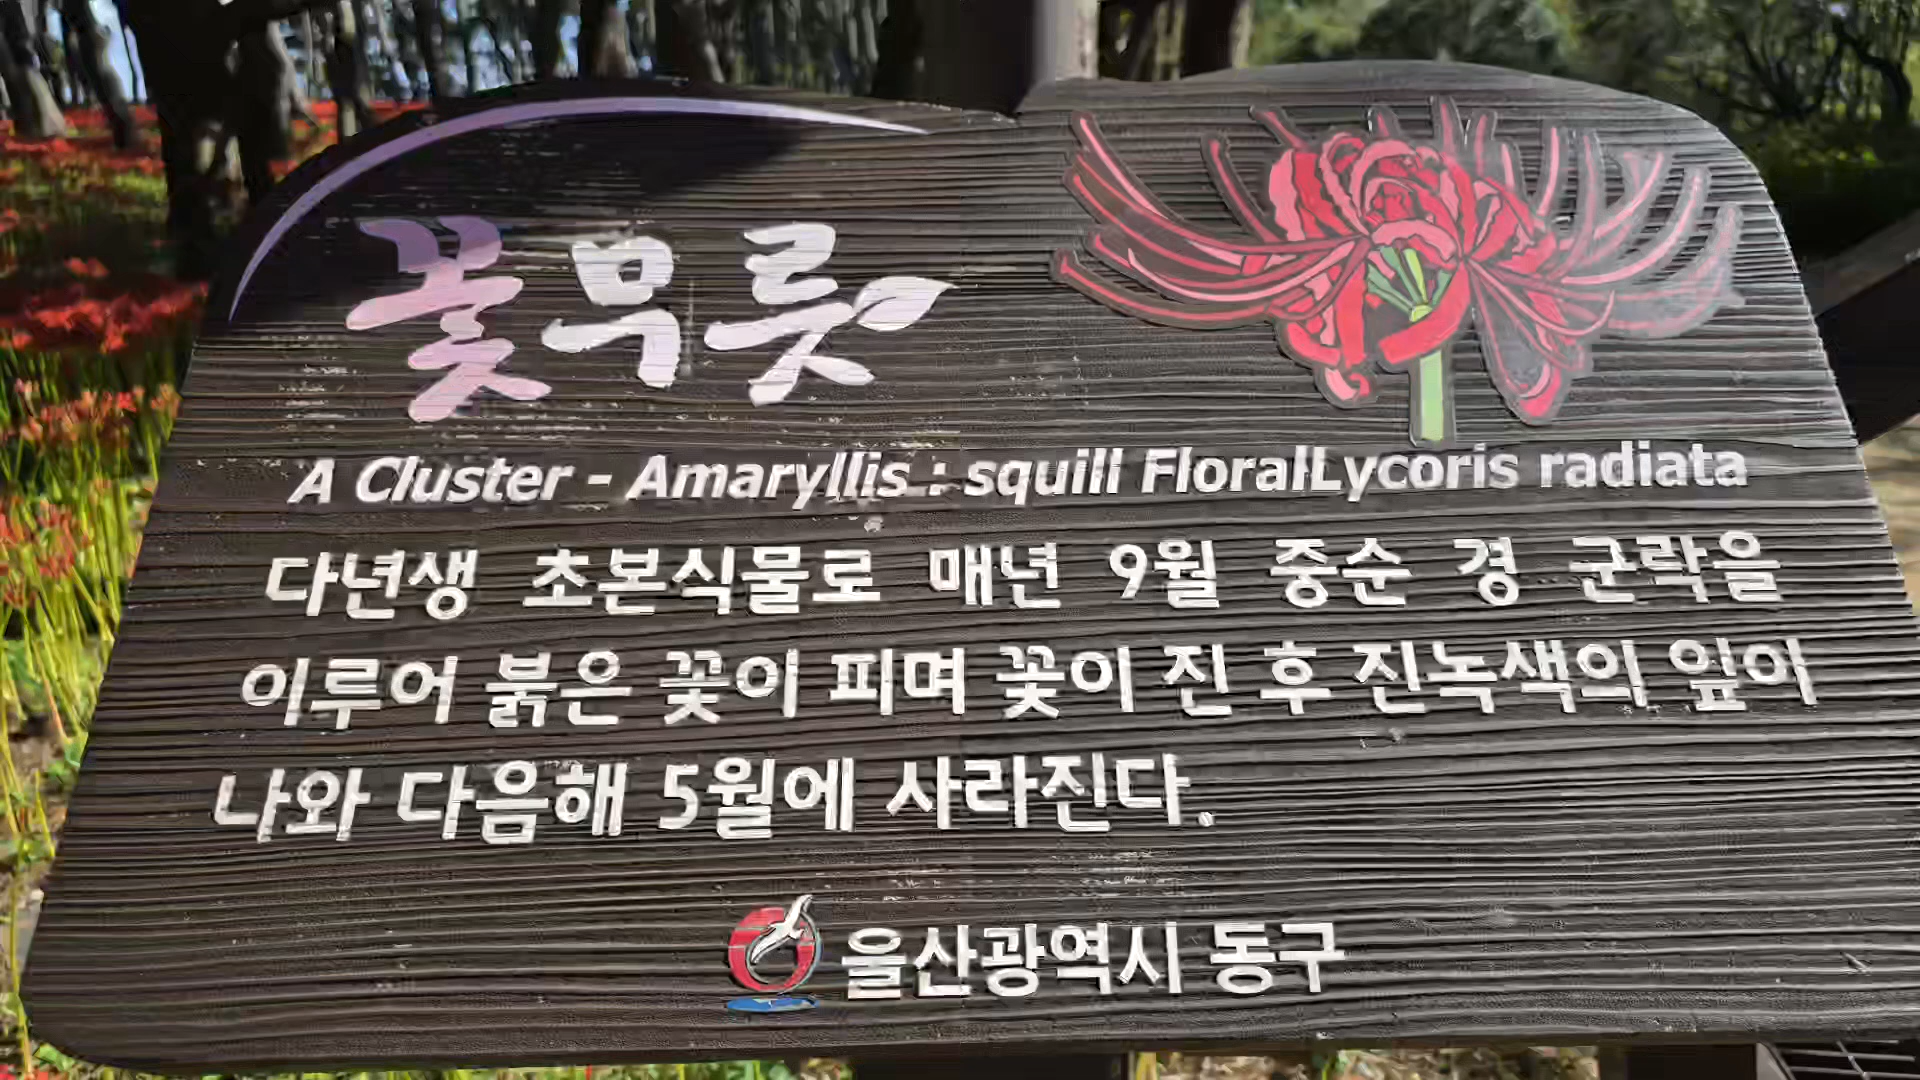 꽃무릇
A Cluster - Amaryllis : squill FloralLycoris radiata
다년생 초본식물로 매년 9월 중순 경 군락을
이루어 붉은 꽃이 피며 꽃이 진 후 진녹색의 잎이
나와 다음해 5월에 사라진다.
울산광역시 동구